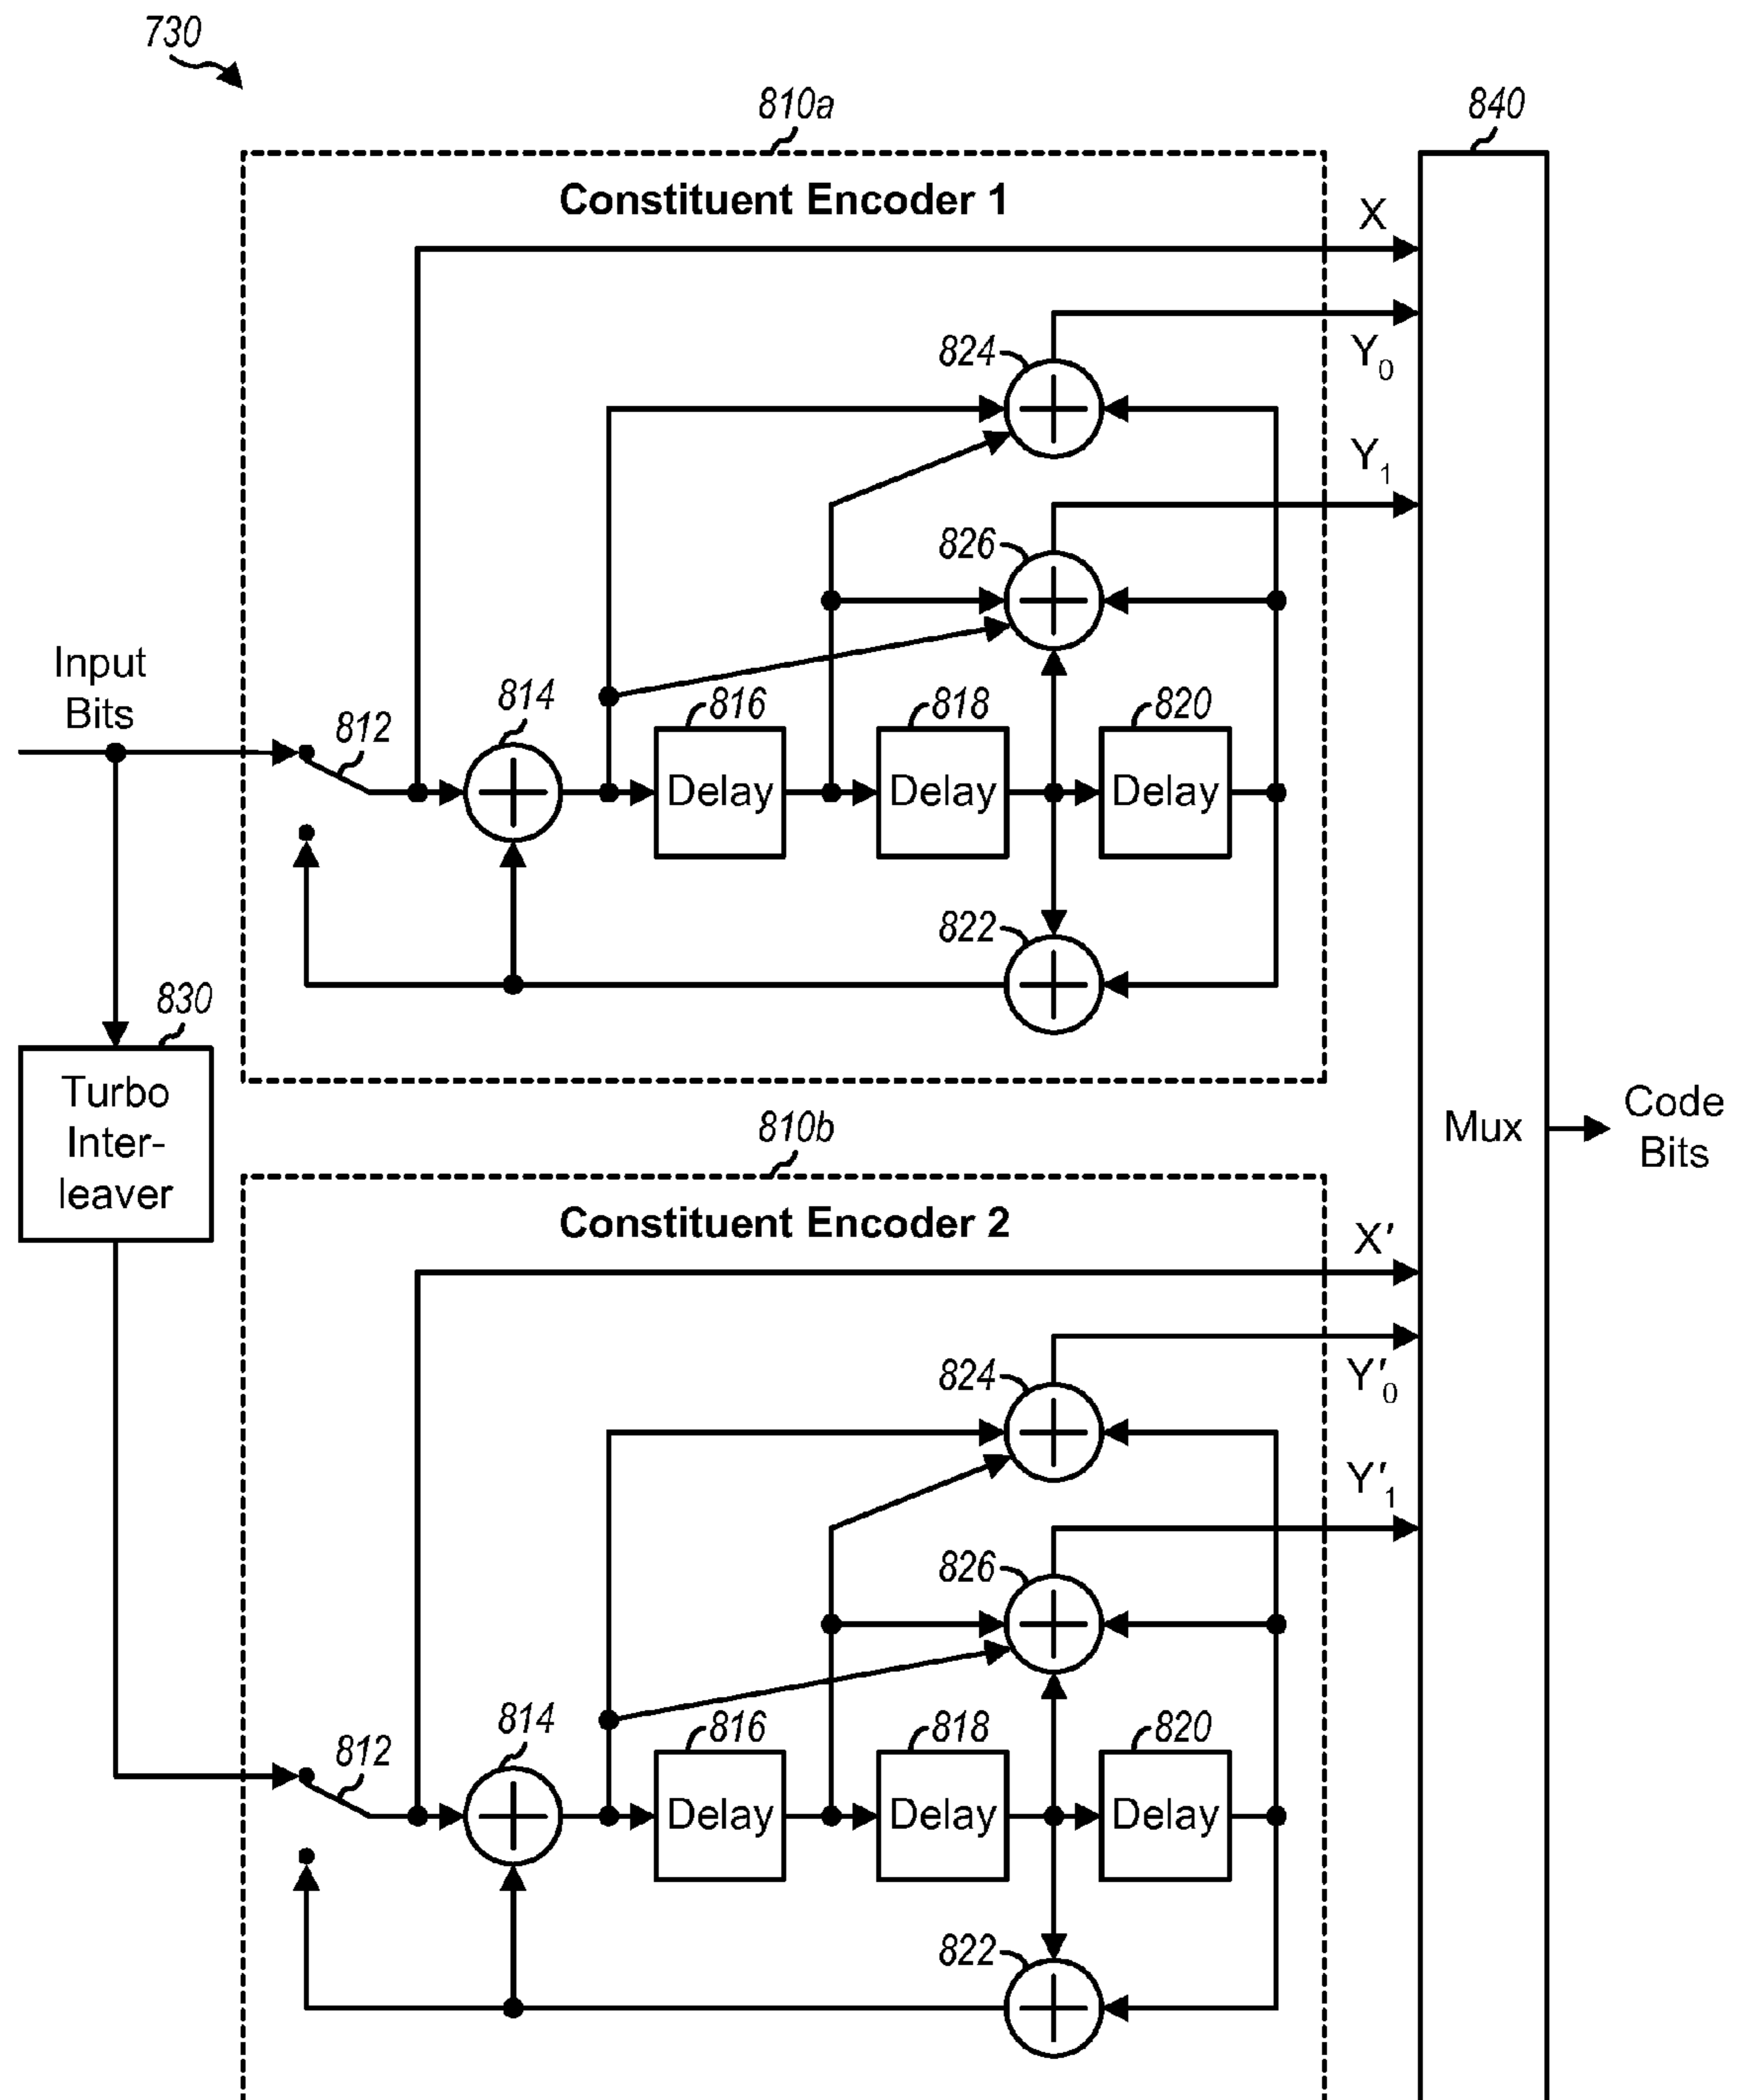 730
810a
840
Constituent Encoder 1
X
824
Y0
Y1
826
Input
Bits
812
814
816
818
820
Delay
Delay
Delay
822
830
Turbo
Inter-
leaver
810b
Mux
Code
Bits
Constituent Encoder 2
X'
824
Y'0
Y'1
826
812
814
816
818
820
Delay
Delay
Delay
822